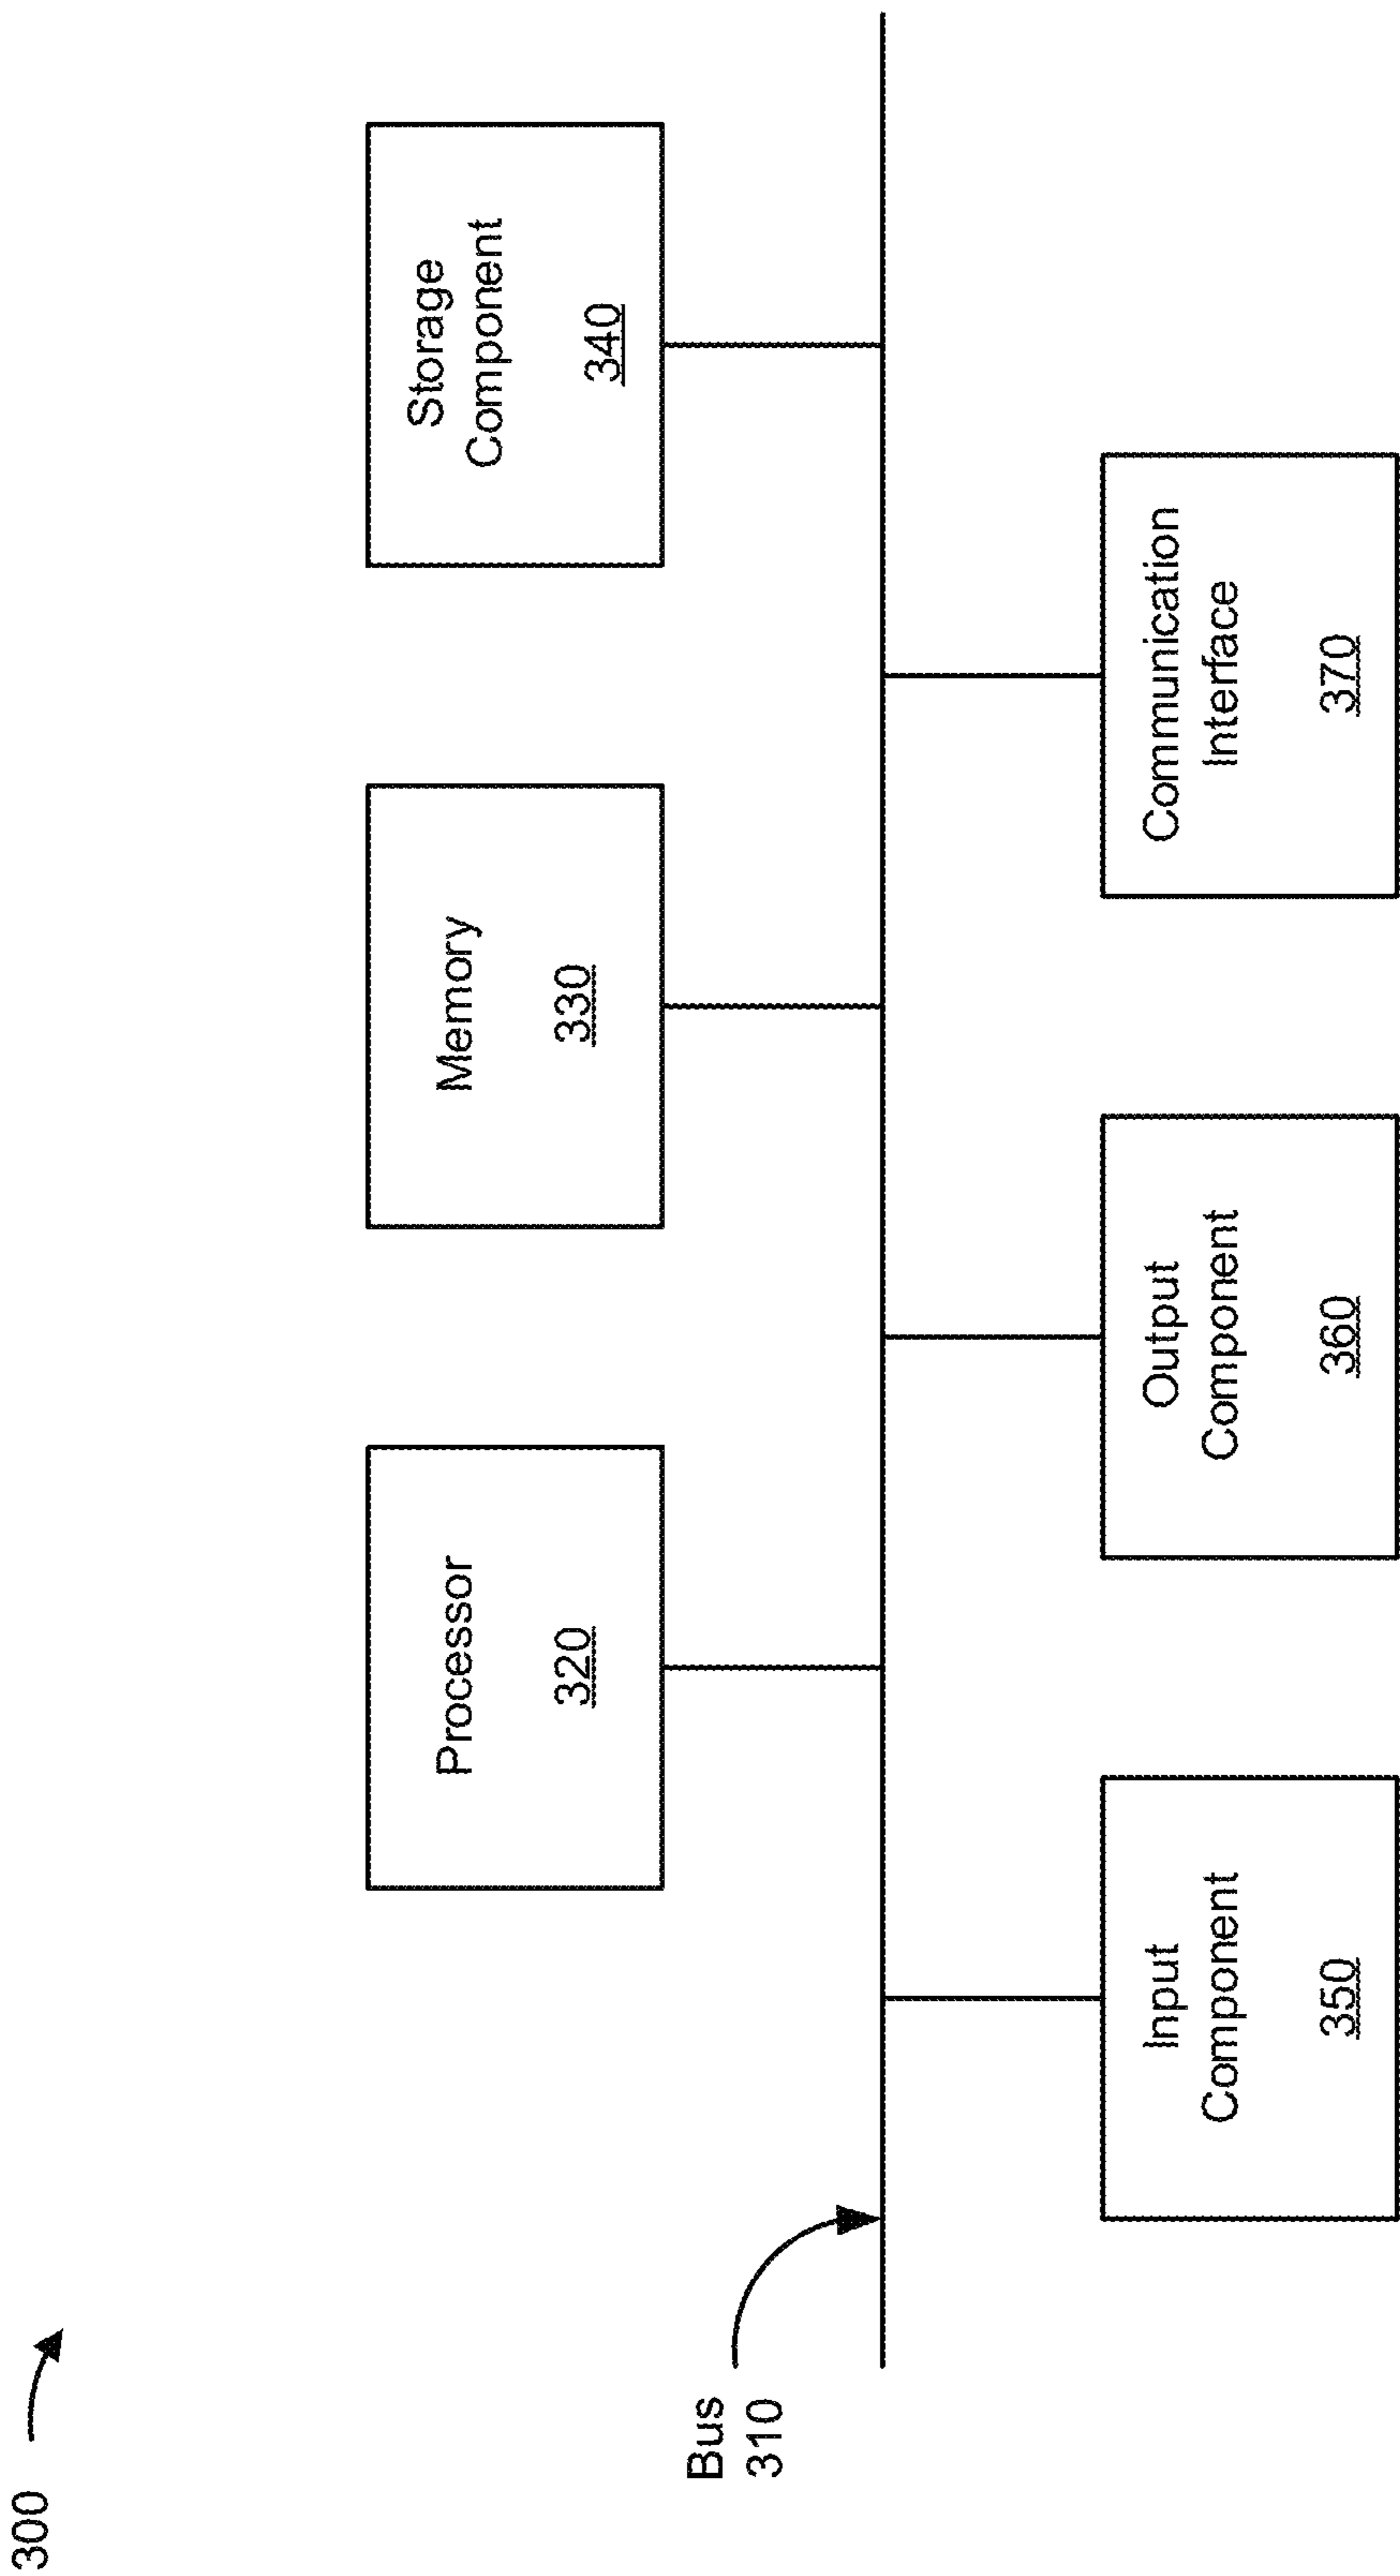 300
Bus
310
Processor
320
Memory
330
Storage
Component
340
Input
Component
350
Output
Component
360
Communication
Interface
370